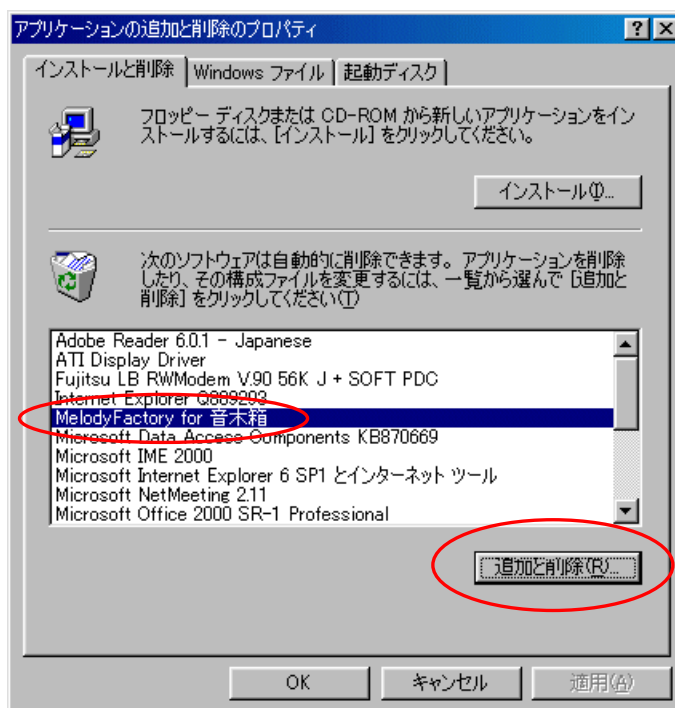 アプリケーションの追加と削除のプロパティ
インストールと削除 Windows ファイル 起動ディスク
フロッピー ディスクまたは CD-ROM から新しいアプリケーションをイン
ストールするには、[インストール] をクリックしてください。
インストール(I)...
次のソフトウェアは自動的に削除できます。アプリケーションを削除
したり、その構成ファイルを変更するには、一覧から選んで [追加と
削除] をクリックしてください(T)
Adobe Reader 6.0.1 - Japanese
ATI Display Driver
Fujitsu LB RWModem V.90 56K J + SOFT PDC
Internet Explorer Q889293
MelodyFactory for 音木箱
Microsoft Data Access Components KB870669
Microsoft IME 2000
Microsoft Internet Explorer 6 SP1 とインターネット ツール
Microsoft NetMeeting 2.11
Microsoft Office 2000 SR-1 Professional
追加と削除(R)...
OK キャンセル 適用(A)